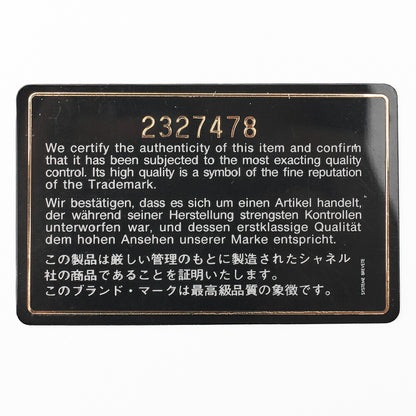 2327478
We certify the authenticity of this item and confirm
that it has been subjected to the most exacting quality
control. Its high quality is a symbol of the fine reputation
of the Trademark.
Wir bestätigen, dass es sich um einen Artikel handelt,
der während seiner Herstellung strengsten Kontrollen
unterworfen war, und dessen erstklassige Qualität
dem hohen Ansehen unserer Marke entspricht.
この製品は厳しい管理のもとに製造されたシャネル
社の商品であることを証明いたします。
このブランド・マークは最高級品質の象徴です。